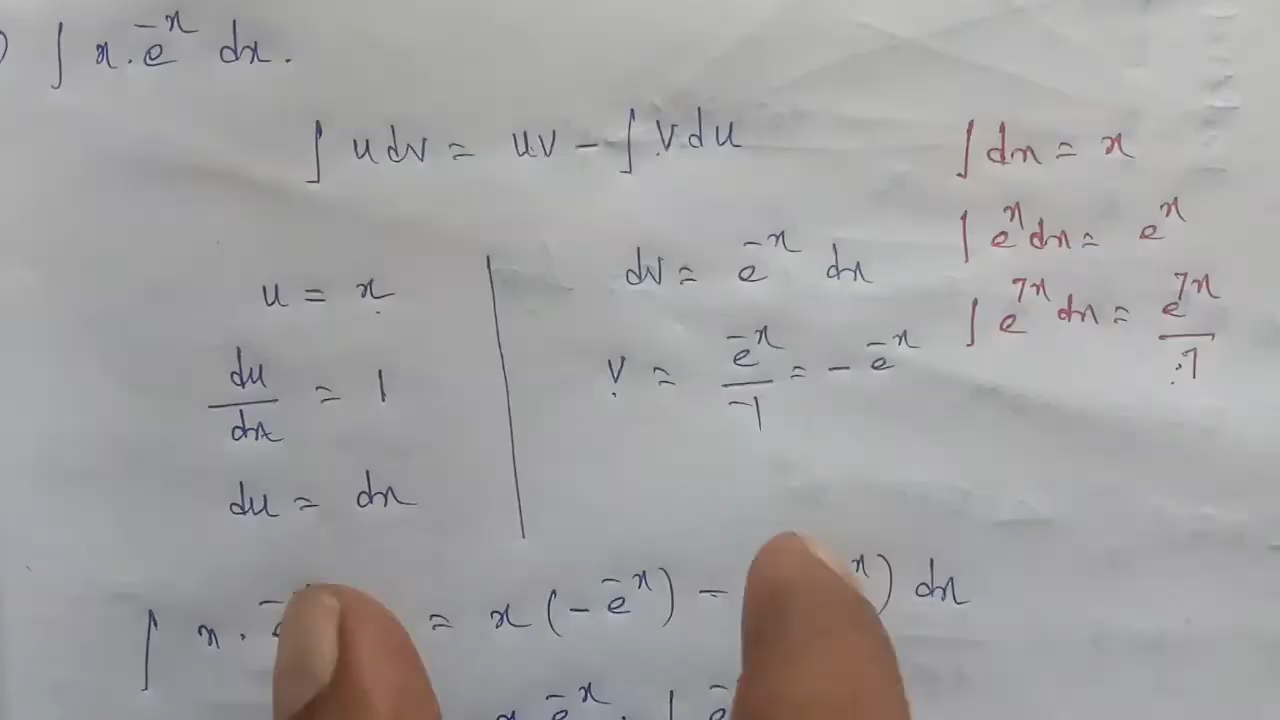 ∫ x · e^{-x} dx.
∫ u dv = uv - ∫ v du
∫ dx = x
∫ e^x dx = e^x
∫ e^{7x} dx = e^{7x}/7
u = x
du/dx = 1
du = dx
dv = e^{-x} dx
v = e^{-x}/-1 = -e^{-x}
∫ x · = x(-e^{-x}) - x) dx